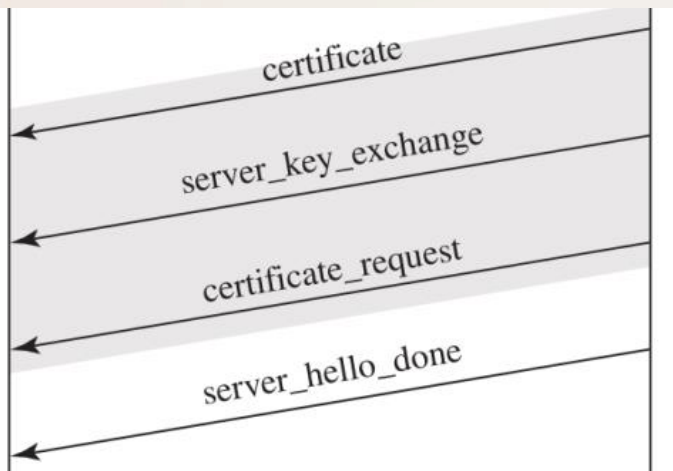 certificate
server_key_exchange
certificate_request
server_hello_done